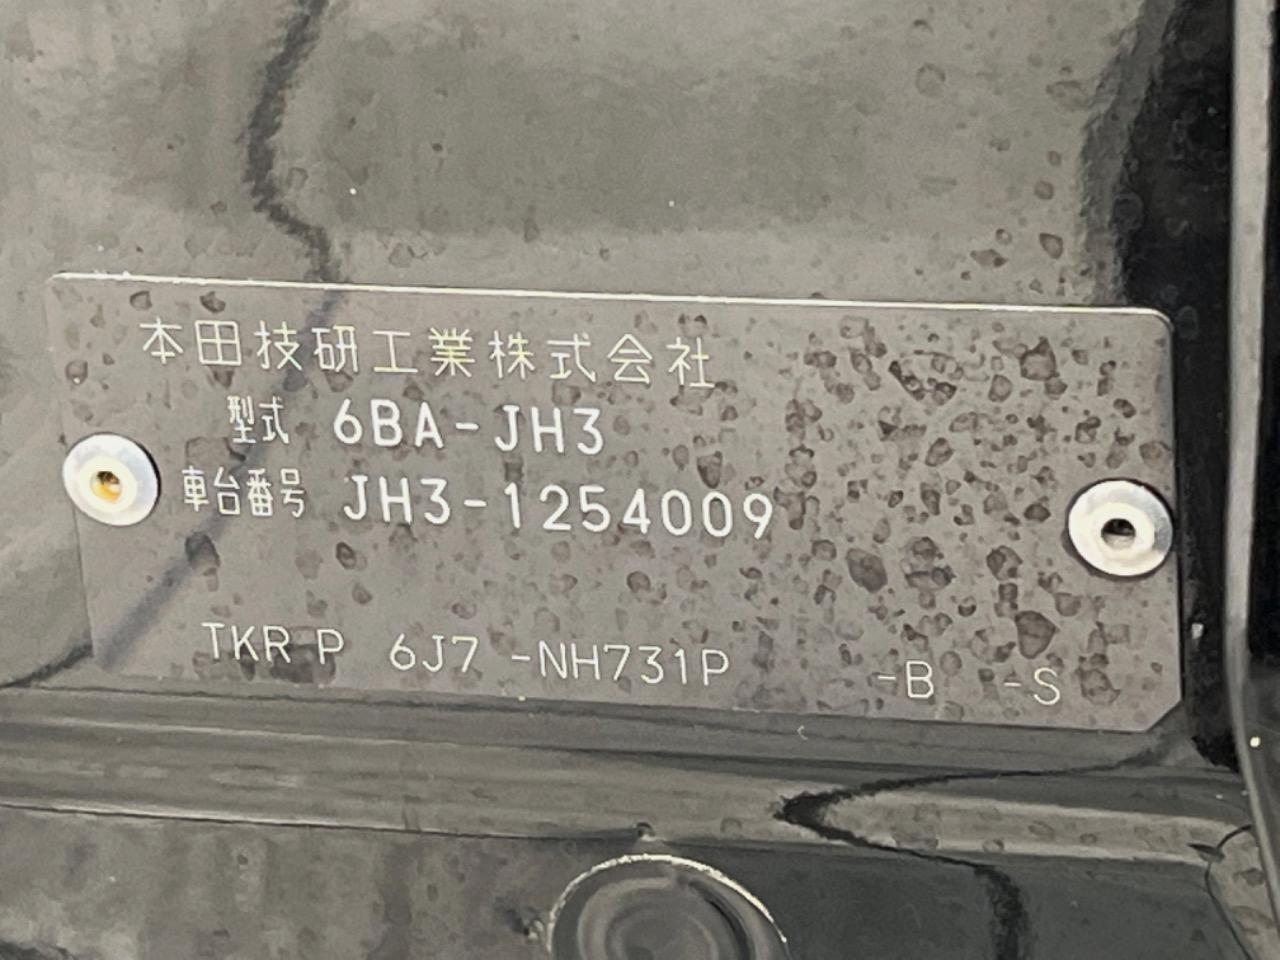 本田技研工業株式会社
型式 6BA-JH3
車台番号 JH3-1254009
TKR P 6J7 -NH731P -B -S